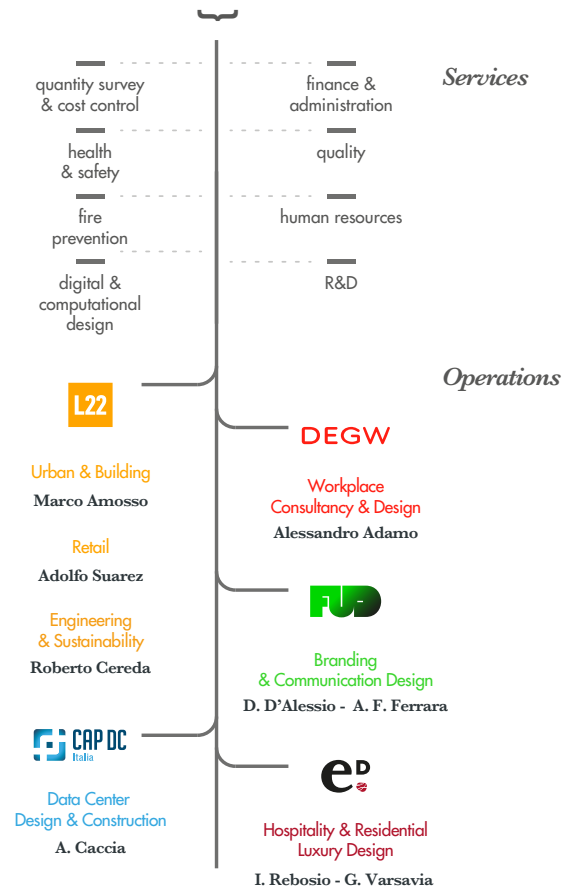 Services
quantity survey
& cost control
finance &
administration
health
& safety
quality
fire
prevention
human resources
digital &
computational
design
R&D
Operations
L22
Urban & Building
Marco Amosso
Retail
Adolfo Suarez
Engineering
& Sustainability
Roberto Cereda
DEGW
Workplace
Consultancy & Design
Alessandro Adamo
FUD
Branding
& Communication Design
D. D’Alessio - A. F. Ferrara
CAP DC
Italia
Data Center
Design & Construction
A. Caccia
eD
Hospitality & Residential
Luxury Design
I. Rebosio - G. Varsavia